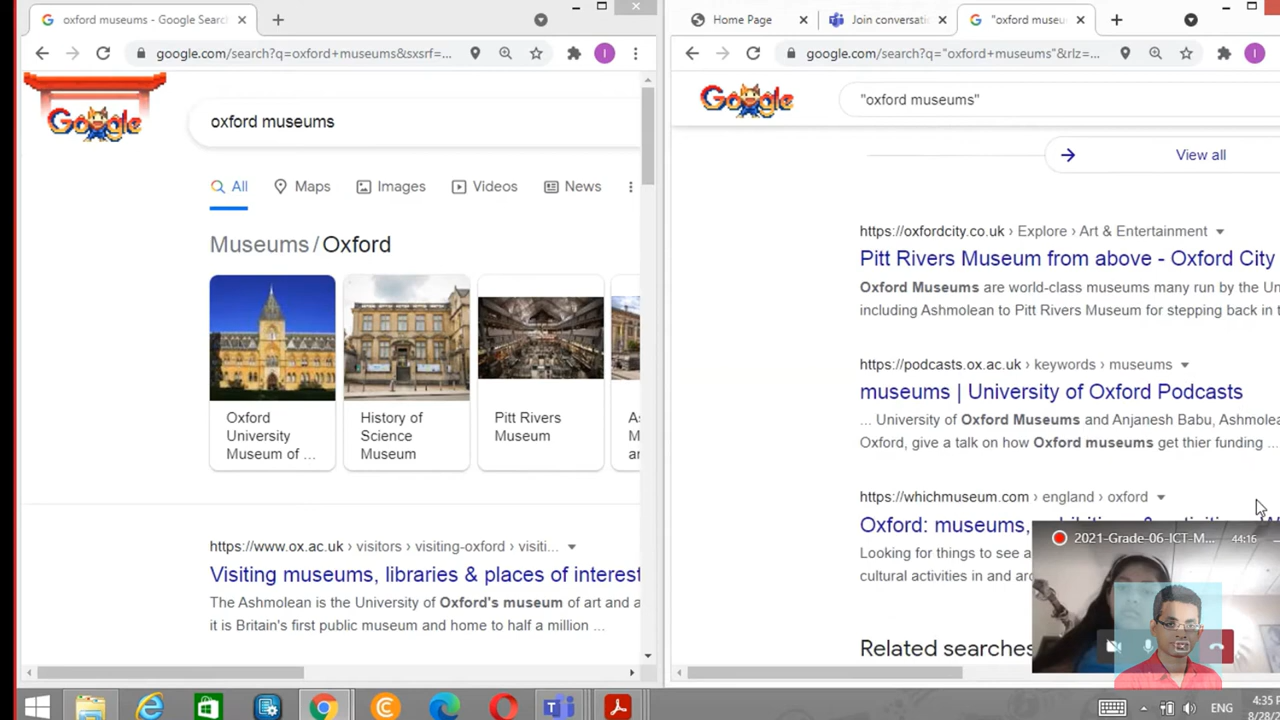 oxford museums - Google Search
google.com/search?q=oxford+museums&sxsrf=...
Google
oxford museums
All
Maps
Images
Videos
News
Museums / Oxford
Oxford
University
Museum of ...
History of
Science
Museum
Pitt Rivers
Museum
https://www.ox.ac.uk › visitors › visiting-oxford › visiti...
Visiting museums, libraries & places of interest
The Ashmolean is the University of Oxford's museum of art and a
it is Britain's first public museum and home to half a million ...
Home Page
Join conversati
"oxford museu
google.com/search?q="oxford+museums"&rlz=...
Google
"oxford museums"
View all
https://oxfordcity.co.uk › Explore › Art & Entertainment
Pitt Rivers Museum from above - Oxford City
Oxford Museums are world-class museums many run by the Un
including Ashmolean to Pitt Rivers Museum for stepping back in t
https://podcasts.ox.ac.uk › keywords › museums
museums | University of Oxford Podcasts
... University of Oxford Museums and Anjanesh Babu, Ashmolea
Oxford, give a talk on how Oxford museums get thier funding ...
https://whichmuseum.com › england › oxford
Oxford: museums,
Looking for things to see a
cultural activities in and aro
Related searches
2021-Grade-06-ICT-M...
44:16
ENG
4:35 P
8/28/2